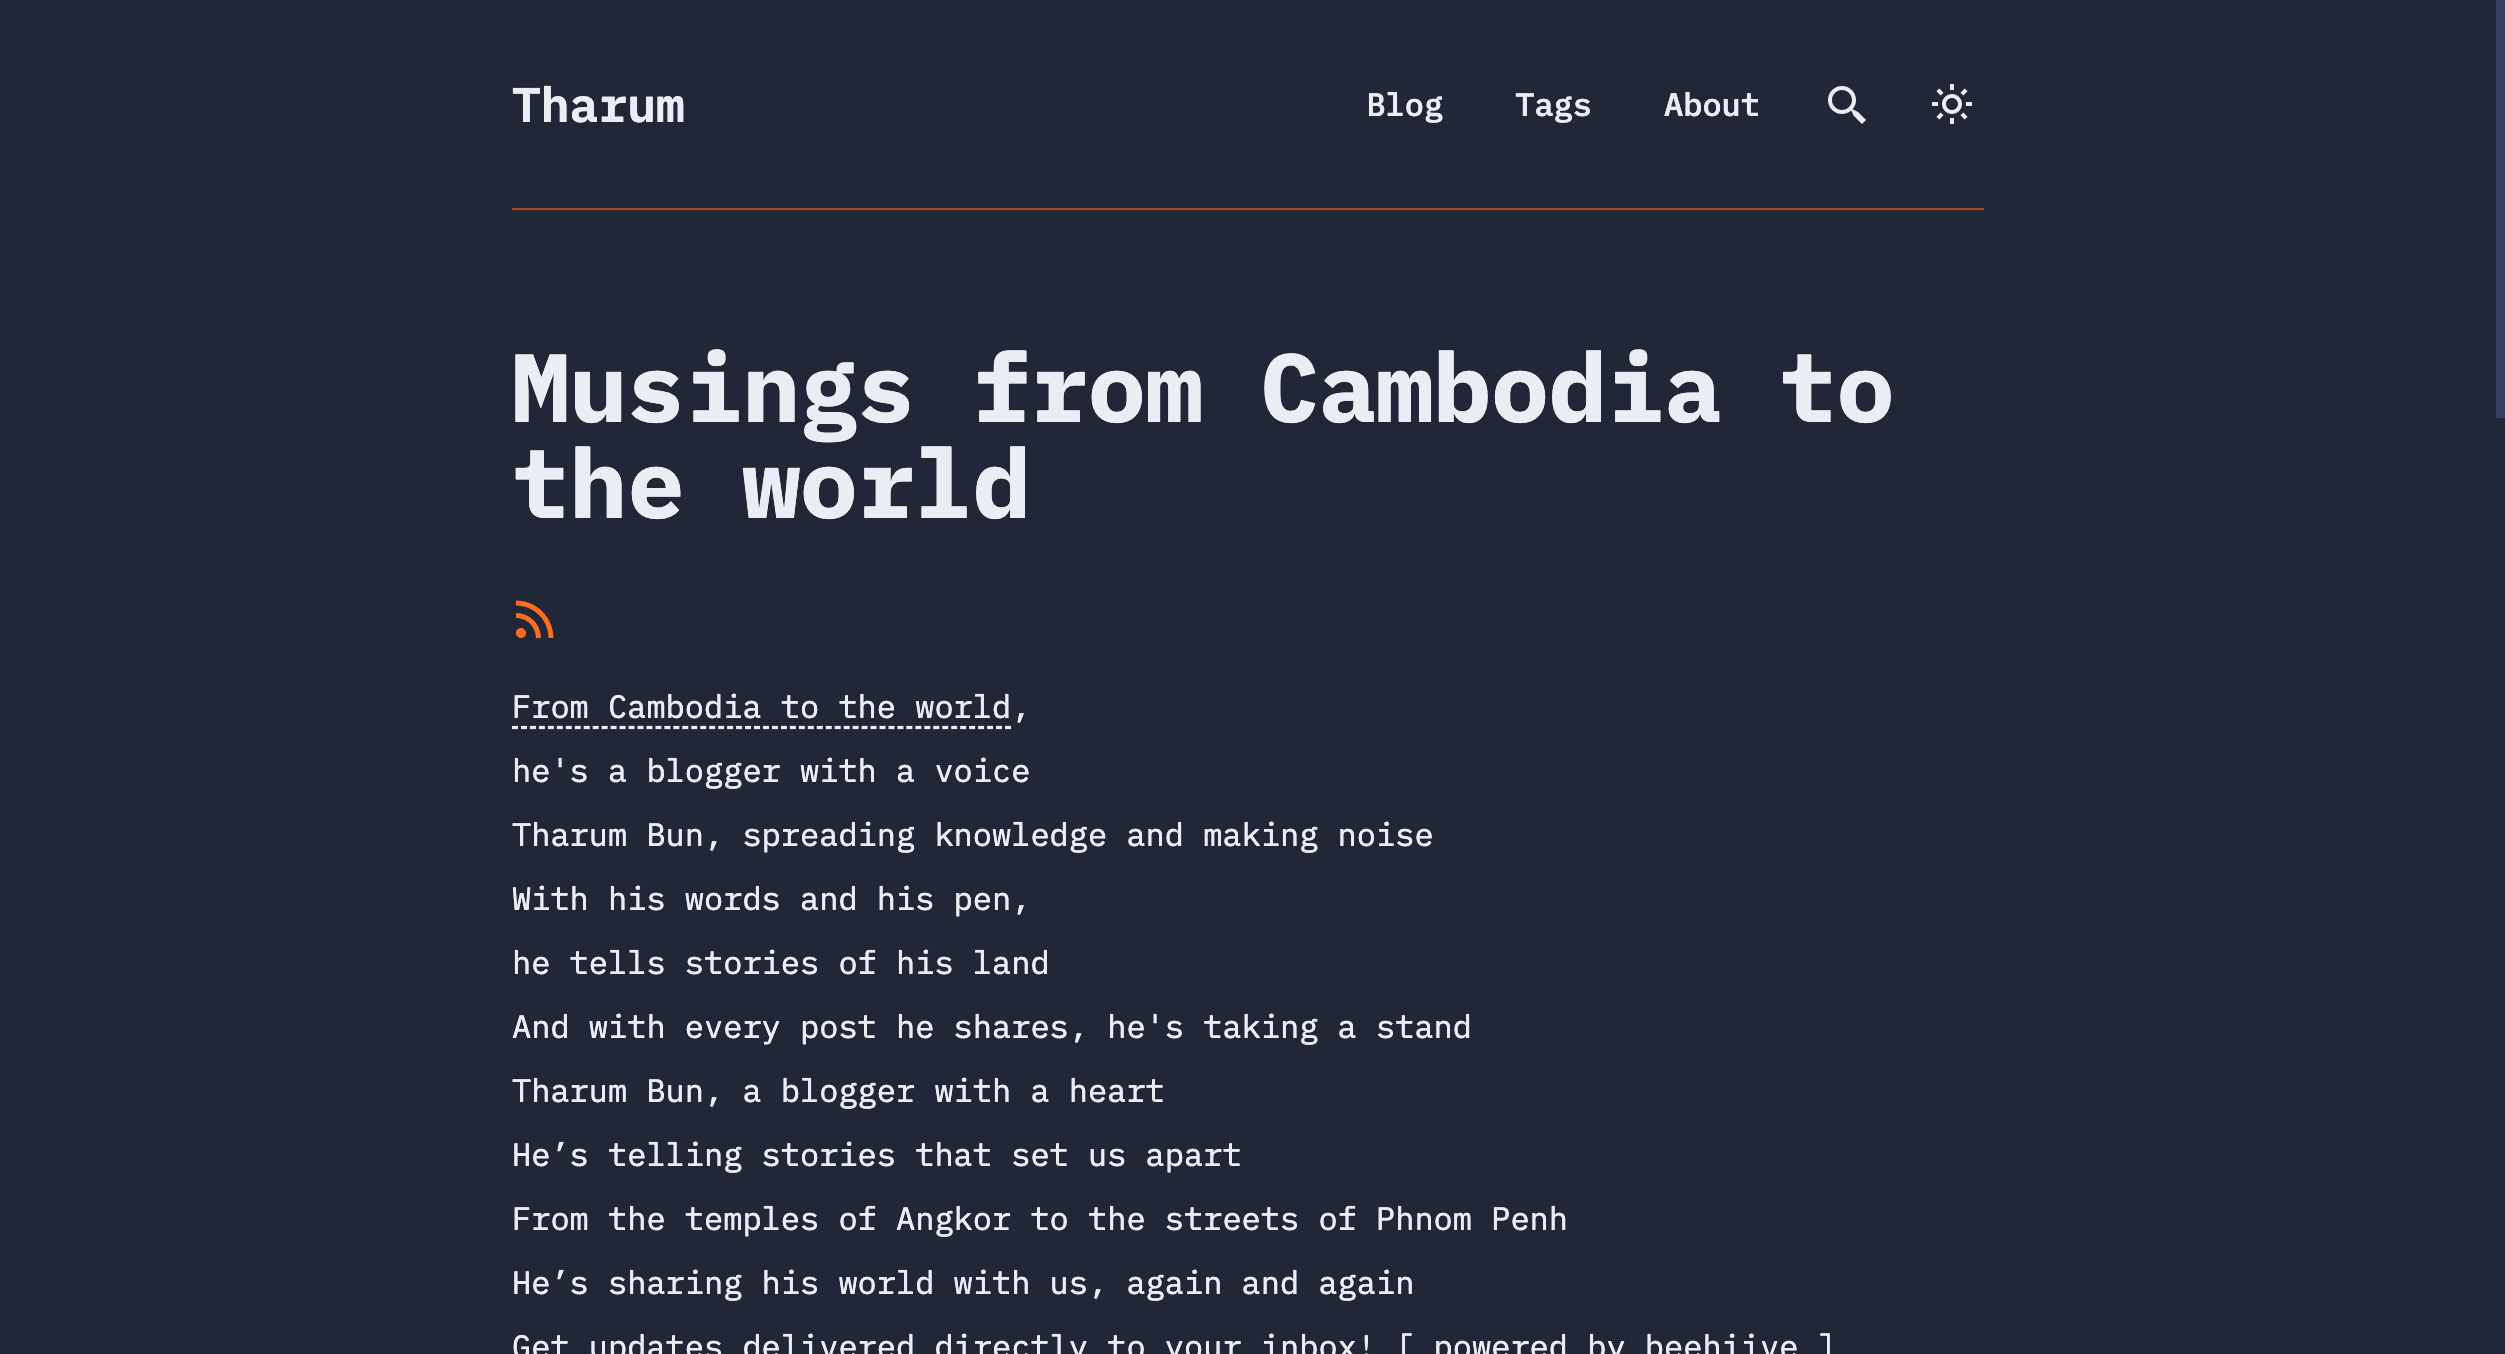 Tharum
Blog Tags About
Musings from Cambodia to
the world
From Cambodia to the world,
he's a blogger with a voice
Tharum Bun, spreading knowledge and making noise
With his words and his pen,
he tells stories of his land
And with every post he shares, he's taking a stand
Tharum Bun, a blogger with a heart
He’s telling stories that set us apart
From the temples of Angkor to the streets of Phnom Penh
He’s sharing his world with us, again and again
Get updates delivered directly to your inbox! [ powered by beehiive ]